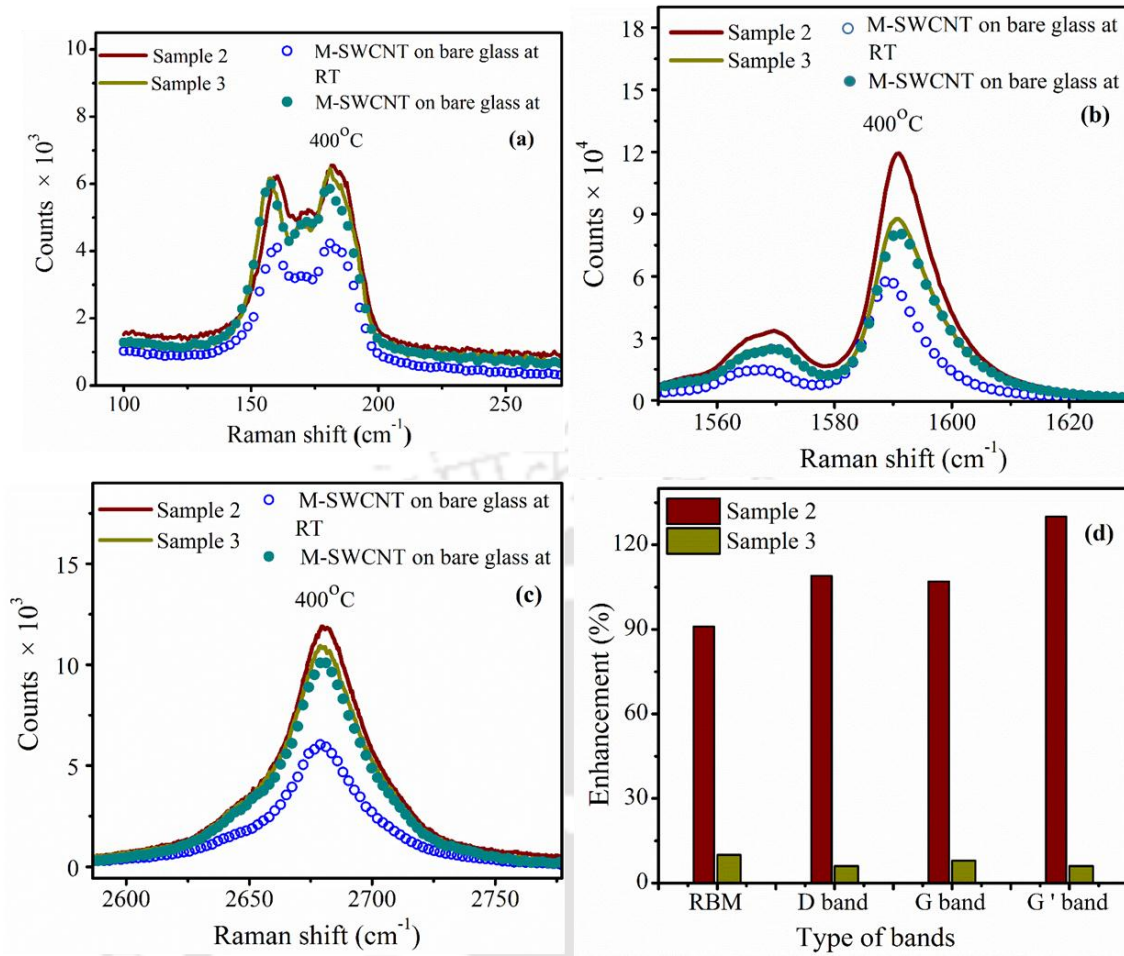 Sample 2
Sample 3
M-SWCNT on bare glass at
RT
M-SWCNT on bare glass at
400°C
(a)
10
8
6
4
2
0
Counts × 10³
100 150 200 250
Raman shift (cm⁻¹)
Sample 2
Sample 3
M-SWCNT on bare glass at
RT
M-SWCNT on bare glass at
400°C
(b)
18
15
12
9
6
3
0
Counts × 10⁴
1560 1580 1600 1620
Raman shift (cm⁻¹)
Sample 2
Sample 3
M-SWCNT on bare glass at
RT
M-SWCNT on bare glass at
400°C
(c)
15
10
5
0
Counts × 10³
2600 2650 2700 2750
Raman shift (cm⁻¹)
Sample 2
Sample 3
(d)
120
90
60
30
0
Enhancement (%)
RBM D band G band G ' band
Type of bands